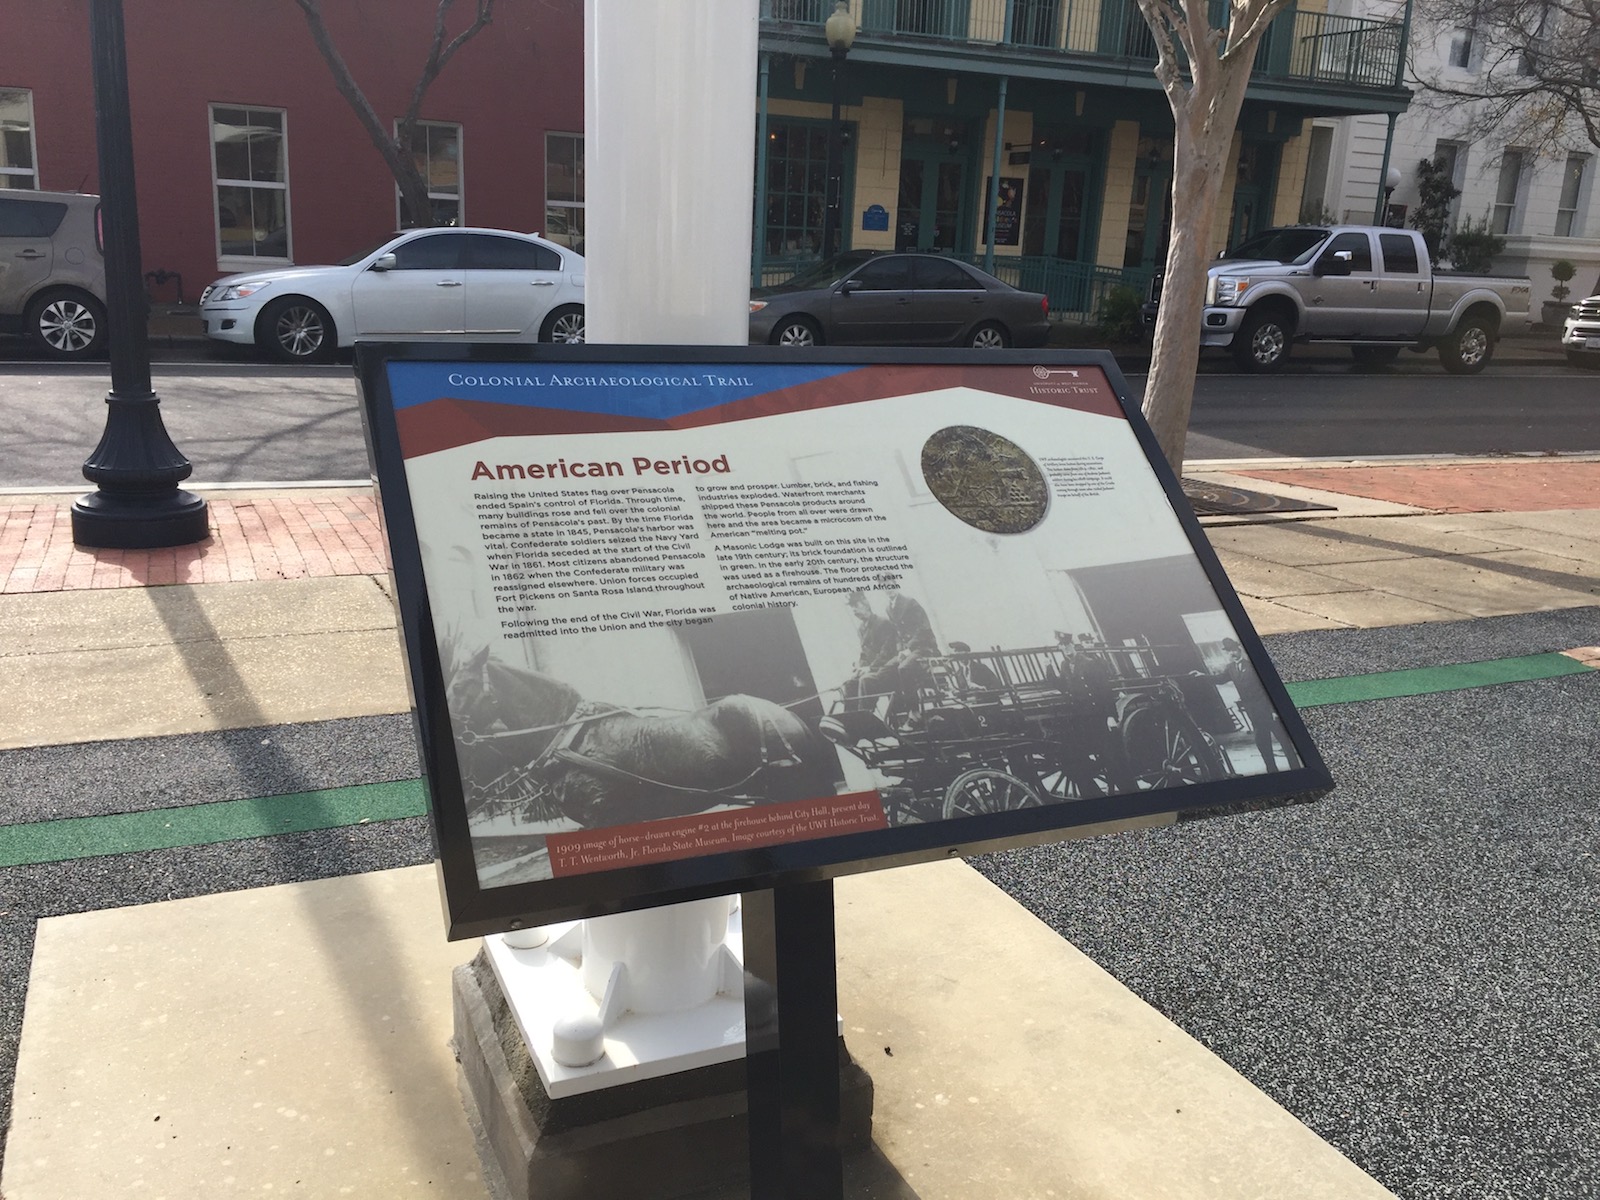 COLONIAL ARCHAEOLOGICAL TRAIL
HISTORIC TRUST
American Period
Raising the United States flag over Pensacola
ended Spain's control of Florida. Through time,
many buildings rose and fell over the colonial
remains of Pensacola's past. By the time Florida
became a state in 1845, Pensacola's harbor was
vital. Confederate soldiers seized the Navy Yard
when Florida seceded at the start of the Civil
War in 1861. Most citizens abandoned Pensacola
in 1862 when the Confederate military was
reassigned elsewhere. Union forces occupied
Fort Pickens on Santa Rosa Island throughout
the war.
Following the end of the Civil War, Florida was
readmitted into the Union and the city began
to grow and prosper. Lumber, brick, and fishing
industries exploded. Waterfront merchants
shipped these Pensacola products around
the world. People from all over were drawn
here and the area became a microcosm of the
American "melting pot."
A Masonic Lodge was built on this site in the
late 19th century; its brick foundation is outlined
in green. In the early 20th century, the structure
was used as a firehouse. The floor protected the
archaeological remains of hundreds of years
of Native American, European, and African
colonial history.
2
1909 image of horse-drawn engine #2 at the firehouse behind City Hall, present day
T. T. Wentworth, Jr. Florida State Museum. Image courtesy of the UWF Historic Trust.